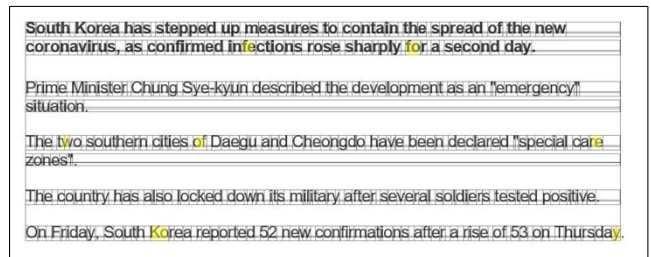 South Korea has stepped up measures to contain the spread of the new
coronavirus, as confirmed infections rose sharply for a second day.
Prime Minister Chung Sye-kyun described the development as an "emergency"
situation.
The two southern cities of Daegu and Cheongdo have been declared "special care
zones".
The country has also locked down its military after several soldiers tested positive.
On Friday, South Korea reported 52 new confirmations after a rise of 53 on Thursday.